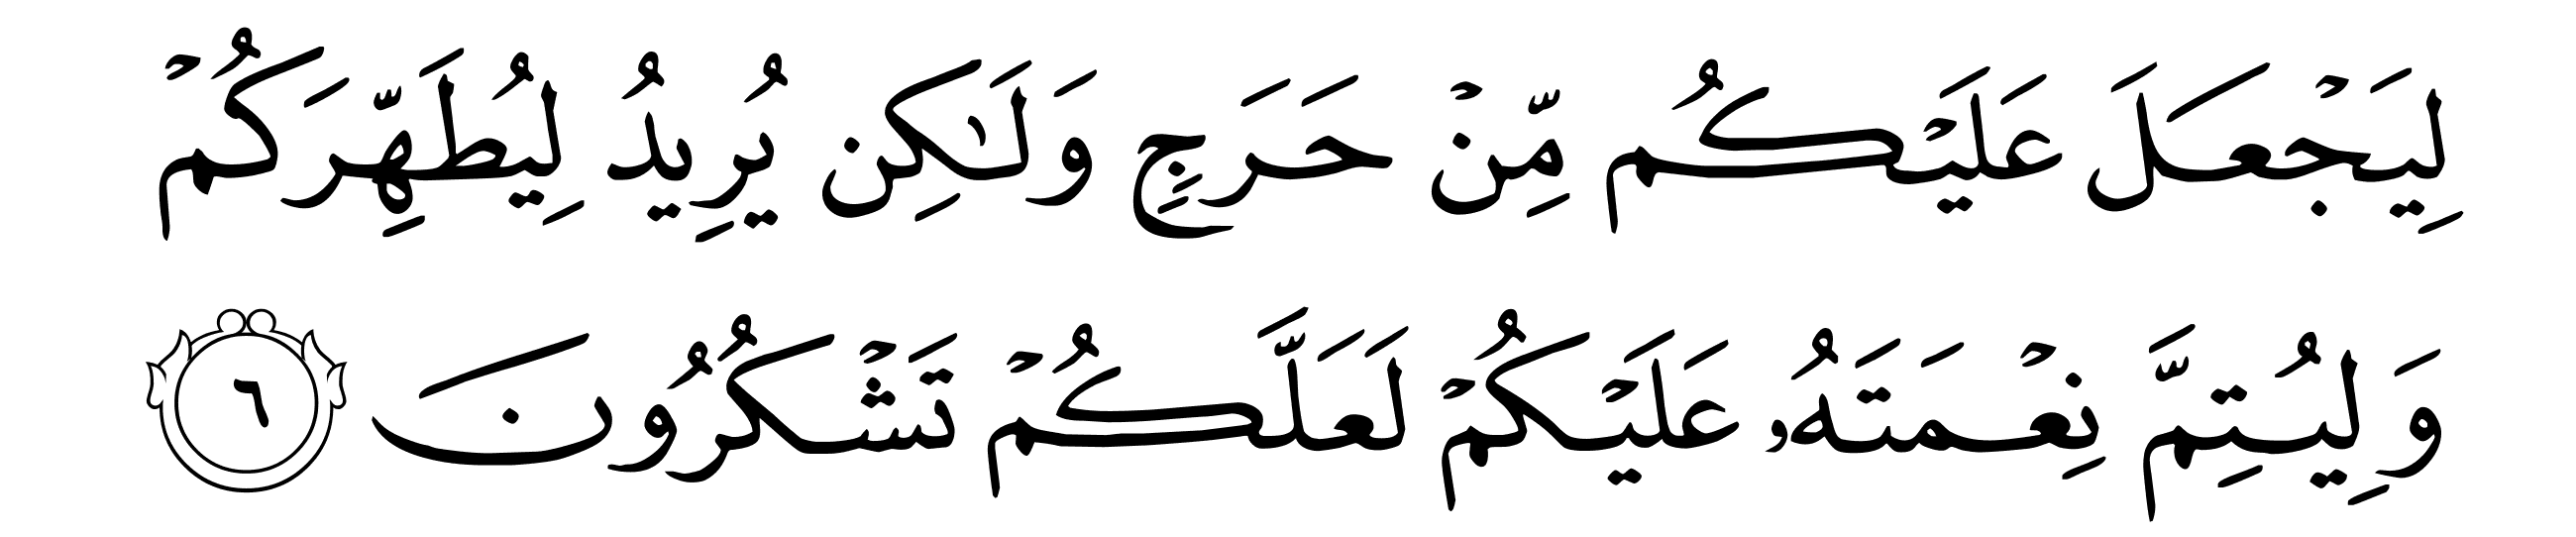 لِيَجْعَلَ عَلَيْكُم مِّنْ حَرَجٍ وَلَٰكِن يُرِيدُ لِيُطَهِّرَكُمْ
وَلِيُتِمَّ نِعْمَتَهُۥ عَلَيْكُمْ لَعَلَّكُمْ تَشْكُرُونَ ٦